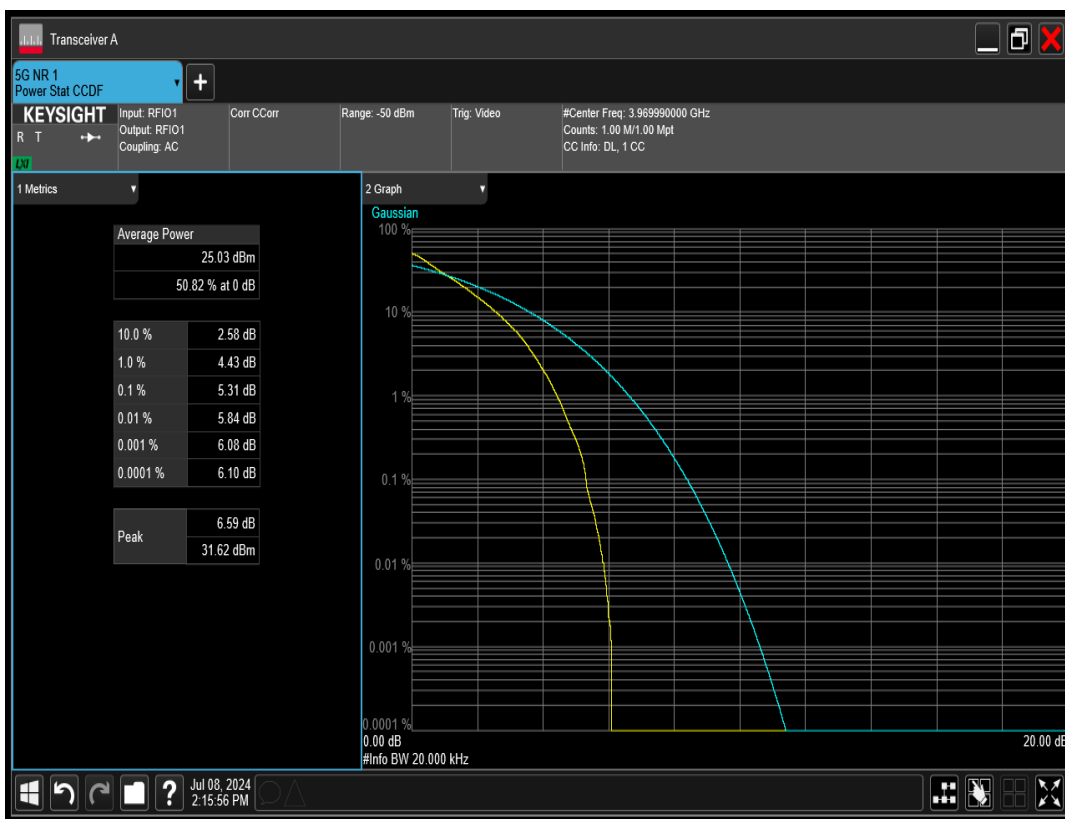 Transceiver A
5G NR 1
Power Stat CCDF
KEYSIGHT
R T
LXI
Input: RFIO1
Output: RFIO1
Coupling: AC
Corr CCorr
Range: -50 dBm
Trig: Video
#Center Freq: 3.969990000 GHz
Counts: 1.00 M/1.00 Mpt
CC Info: DL, 1 CC
1 Metrics
Average Power
25.03 dBm
50.82 % at 0 dB
10.0 % 2.58 dB
1.0 % 4.43 dB
0.1 % 5.31 dB
0.01 % 5.84 dB
0.001 % 6.08 dB
0.0001 % 6.10 dB
Peak 6.59 dB
31.62 dBm
2 Graph
Gaussian
100 %
10 %
1 %
0.1 %
0.01 %
0.001 %
0.0001 %
0.00 dB 20.00 dB
#Info BW 20.000 kHz
?
Jul 08, 2024
2:15:56 PM